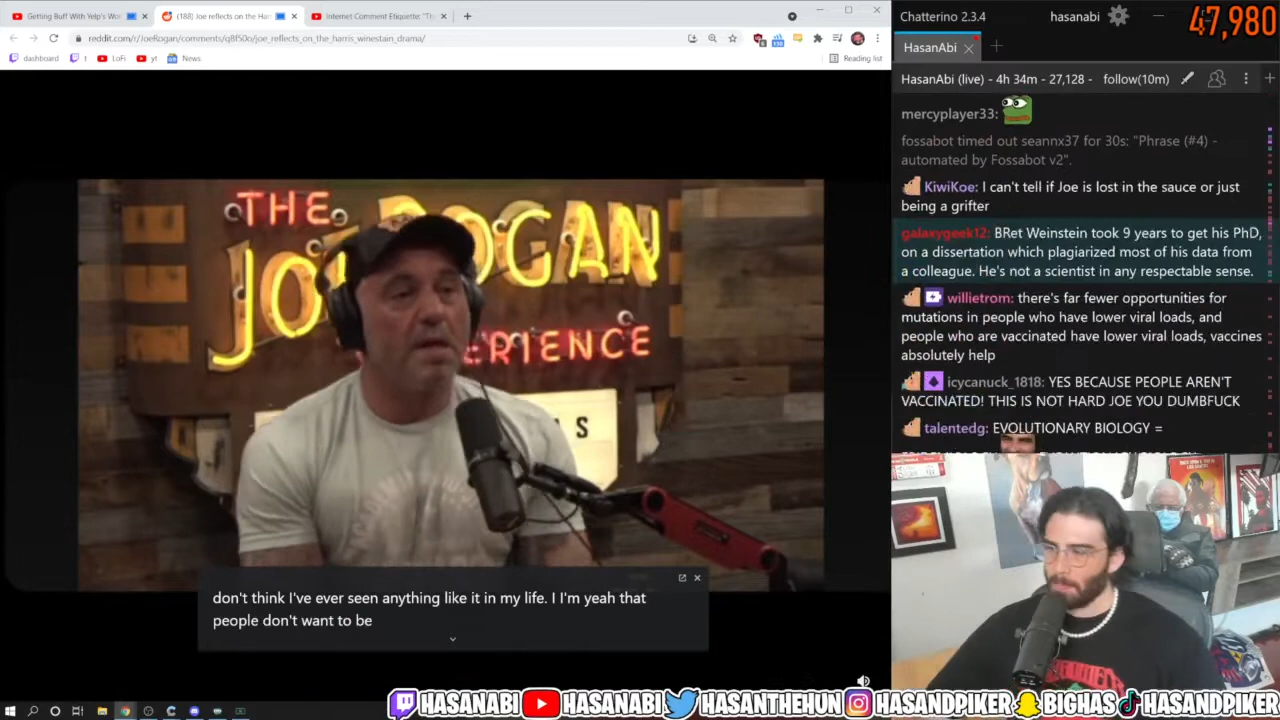 Getting Buff With Yelp's Wo
(188) Joe reflects on the Harr
Internet Comment Etiquette: "Th
reddit.com/r/JoeRogan/comments/q8f50o/joe_reflects_on_the_harris_winestain_drama/
dashboard
t
LoFi
yt
News
Reading list
THE
JOE ROGAN
EXPERIENCE
LS
don't think I've ever seen anything like it in my life. I I'm yeah that
people don't want to be
Chatterino 2.3.4
hasanabi
47,980
HasanAbi
HasanAbi (live) - 4h 34m - 27,128 - follow(10m)
mercyplayer33:
fossabot timed out seannx37 for 30s: "Phrase (#4) -
automated by Fossabot v2".
KiwiKoe: I can't tell if Joe is lost in the sauce or just
being a grifter
galaxygeek12: BRet Weinstein took 9 years to get his PhD,
on a dissertation which plagiarized most of his data from
a colleague. He's not a scientist in any respectable sense.
willietrom: there's far fewer opportunities for
mutations in people who have lower viral loads, and
people who are vaccinated have lower viral loads, vaccines
absolutely help
icycanuck_1818: YES BECAUSE PEOPLE AREN'T
VACCINATED! THIS IS NOT HARD JOE YOU DUMBFUCK
talentedg: EVOLUTIONARY BIOLOGY =
HASANABI HASANABI HASANTHEHUN HASANDPIKER BIGHAS HASANDPIKER